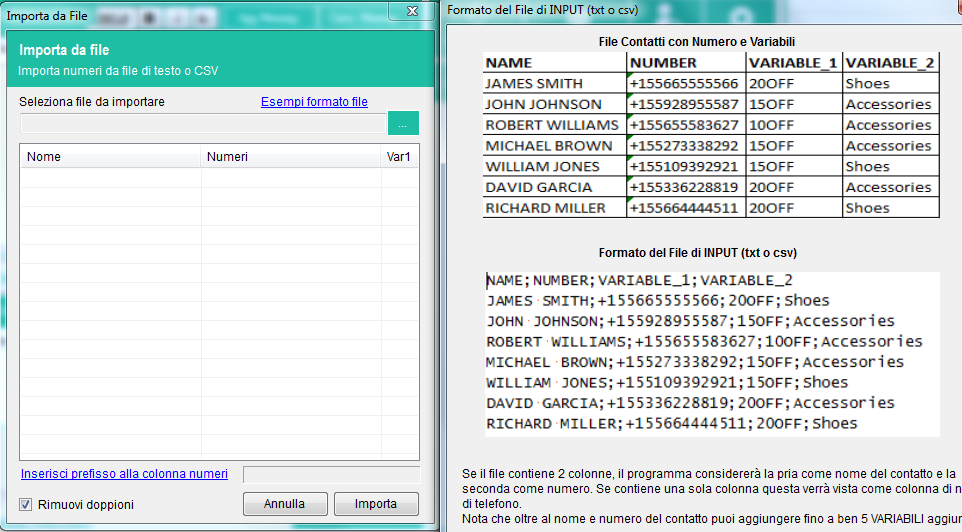 Importa da File
Importa da file
Importa numeri da file di testo o CSV
Seleziona file da importare Esempi formato file
...
Nome Numeri Var1
Inserisci prefisso alla colonna numeri
Rimuovi doppioni Annulla Importa
Formato del File di INPUT (txt o csv)
File Contatti con Numero e Variabili
NAME NUMBER VARIABLE_1 VARIABLE_2
JAMES SMITH +155665555566 20OFF Shoes
JOHN JOHNSON +155928955587 15OFF Accessories
ROBERT WILLIAMS +155655583627 10OFF Accessories
MICHAEL BROWN +155273338292 15OFF Accessories
WILLIAM JONES +155109392921 15OFF Shoes
DAVID GARCIA +155336228819 20OFF Accessories
RICHARD MILLER +155664444511 20OFF Shoes
Formato del File di INPUT (txt o csv)
NAME;NUMBER;VARIABLE_1;VARIABLE_2
JAMES·SMITH;+155665555566;20OFF;Shoes
JOHN·JOHNSON;+155928955587;15OFF;Accessories
ROBERT·WILLIAMS;+155655583627;10OFF;Accessories
MICHAEL·BROWN;+155273338292;15OFF;Accessories
WILLIAM·JONES;+155109392921;15OFF;Shoes
DAVID·GARCIA;+155336228819;20OFF;Accessories
RICHARD·MILLER;+155664444511;20OFF;Shoes
Se il file contiene 2 colonne, il programma considererà la pria come nome del contatto e la
seconda come numero. Se contiene una sola colonna questa verrà vista come colonna di n
di telefono.
Nota che oltre al nome e numero del contatto puoi aggiungere fino a ben 5 VARIABILI aggiun